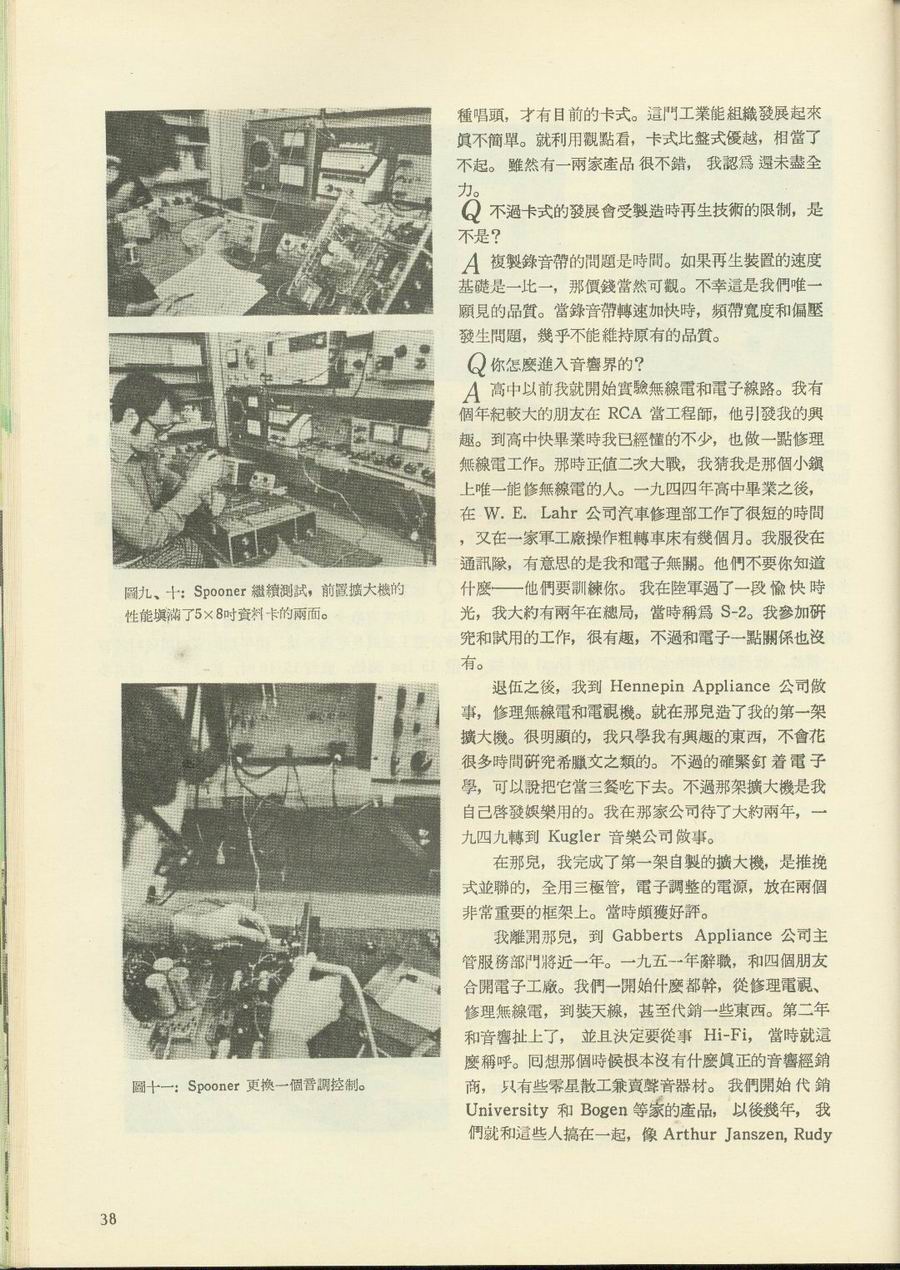 圖九、十：Spooner 繼續測試，前置擴大機的
性能填滿了5×8吋資料卡的兩面。
圖十一：Spooner 更換一個音調控制。
種唱頭，才有目前的卡式。這門工業能組織發展起來
眞不簡單。就利用觀點看，卡式比盤式優越，相當了
不起。雖然有一兩家產品很不錯，我認爲還未盡全
力。
Q 不過卡式的發展會受製造時再生技術的限制，是
不是？
A 複製錄音帶的問題是時間。如果再生裝置的速度
基礎是一比一，那價錢當然可觀。不幸這是我們唯一
願見的品質。當錄音帶轉速加快時，頻帶寬度和偏壓
發生問題，幾乎不能維持原有的品質。
Q 你怎麼進入音響界的？
A 高中以前我就開始實驗無線電和電子線路。我有
個年紀較大的朋友在 RCA 當工程師，他引發我的興
趣。到高中快畢業時我已經懂的不少，也做一點修理
無線電工作。那時正值二次大戰，我猜我是那個小鎭
上唯一能修無線電的人。一九四四年高中畢業之後，
在 W. E. Lahr 公司汽車修理部工作了很短的時間
，又在一家軍工廠操作粗轉車床有幾個月。我服役在
通訊隊，有意思的是我和電子無關。他們不要你知道
什麼——他們要訓練你。我在陸軍過了一段愉快時
光，我大約有兩年在總局，當時稱爲 S-2。我參加硏
究和試用的工作，很有趣，不過和電子一點關係也沒
有。
退伍之後，我到 Hennepin Appliance 公司做
事，修理無線電和電視機。就在那兒造了我的第一架
擴大機。很明顯的，我只學我有興趣的東西，不會花
很多時間硏究希臘文之類的。不過的確緊釘着電子
學，可以說把它當三餐吃下去。不過那架擴大機是我
自己啓發娛樂用的。我在那家公司待了大約兩年，一
九四九轉到 Kugler 音樂公司做事。
在那兒，我完成了第一架自製的擴大機，是推挽
式並聯的，全用三極管，電子調整的電源，放在兩個
非常重要的框架上。當時頗獲好評。
我離開那兒，到 Gabberts Appliance 公司主
管服務部門將近一年。一九五一年辭職，和四個朋友
合開電子工廠。我們一開始什麼都幹，從修理電視、
修理無線電，到裝天線，甚至代銷一些東西。第二年
和音響扯上了，並且決定要從事 Hi-Fi，當時就這
麼稱呼。囘想那個時候根本沒有什麼眞正的音響經銷
商，只有些零星散工兼賣聲音器材。我們開始代銷
University 和 Bogen 等家的產品，以後幾年，我
們就和這些人搞在一起，像 Arthur Janszen, Rudy
38